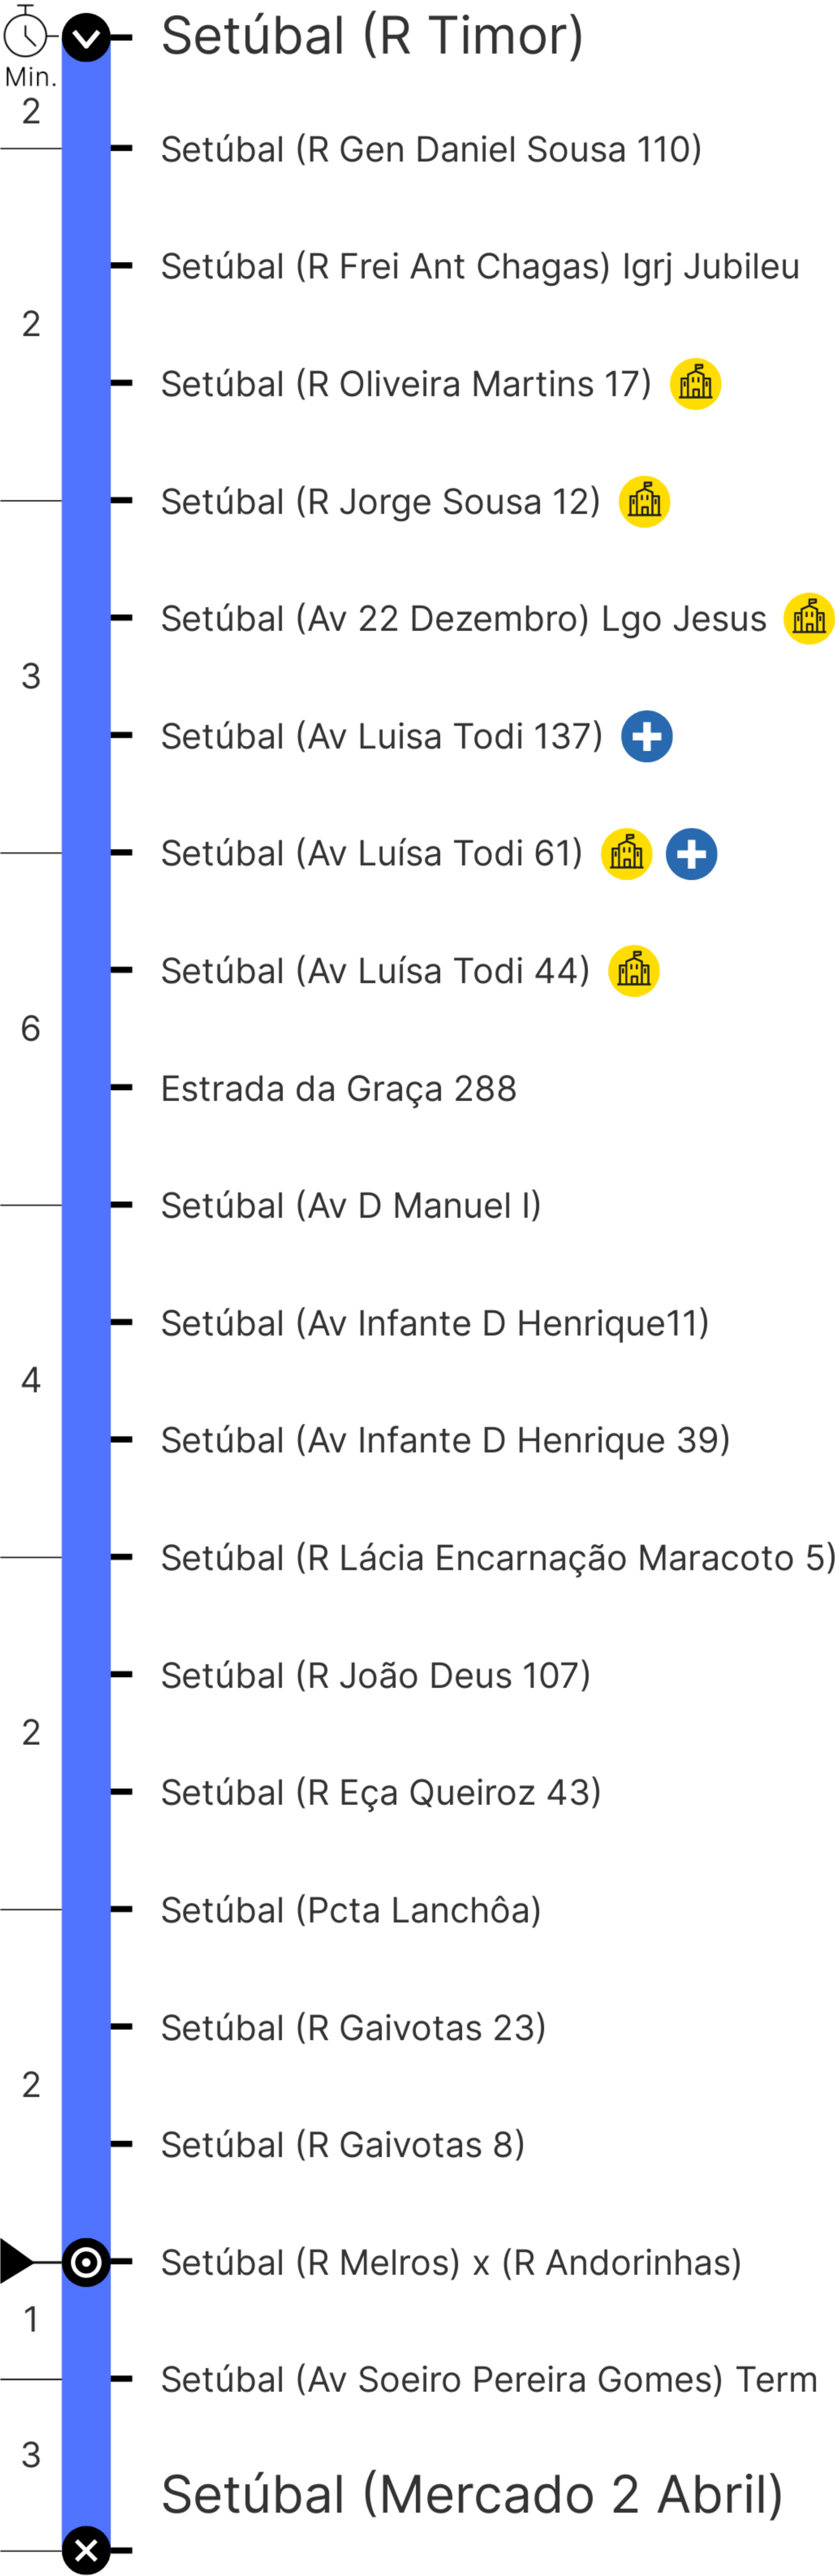 Setúbal (R Timor)
Min.
2
Setúbal (R Gen Daniel Sousa 110)
Setúbal (R Frei Ant Chagas) Igrj Jubileu
2
Setúbal (R Oliveira Martins 17)
Setúbal (R Jorge Sousa 12)
Setúbal (Av 22 Dezembro) Lgo Jesus
3
Setúbal (Av Luisa Todi 137)
Setúbal (Av Luísa Todi 61)
Setúbal (Av Luísa Todi 44)
6
Estrada da Graça 288
Setúbal (Av D Manuel I)
Setúbal (Av Infante D Henrique11)
4
Setúbal (Av Infante D Henrique 39)
Setúbal (R Lácia Encarnação Maracoto 5)
Setúbal (R João Deus 107)
2
Setúbal (R Eça Queiroz 43)
Setúbal (Pcta Lanchôa)
Setúbal (R Gaivotas 23)
2
Setúbal (R Gaivotas 8)
Setúbal (R Melros) x (R Andorinhas)
1
Setúbal (Av Soeiro Pereira Gomes) Term
3
Setúbal (Mercado 2 Abril)